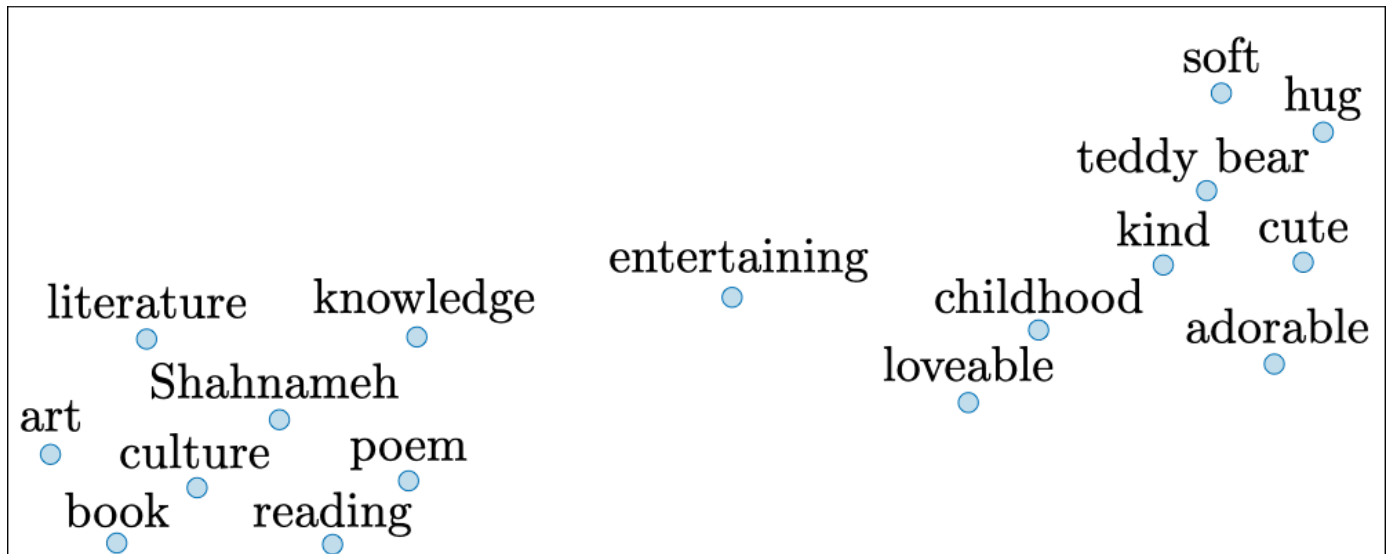 soft
hug
teddy bear
kind
cute
entertaining
literature
knowledge
childhood
adorable
loveable
Shahnameh
art
culture
poem
book
reading